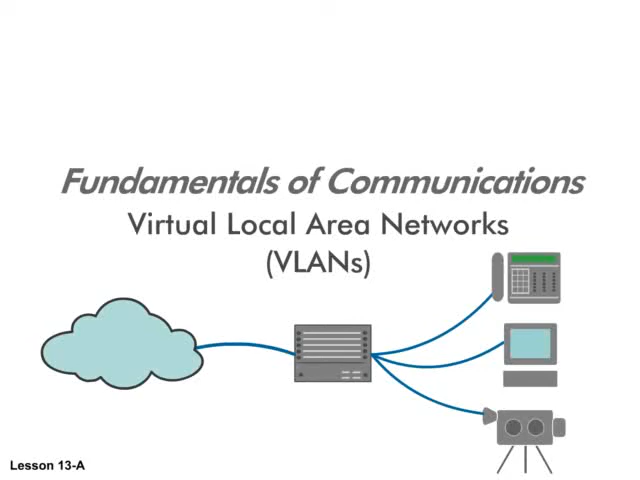 Fundamentals of Communications
Virtual Local Area Networks
(VLANs)
Lesson 13-A